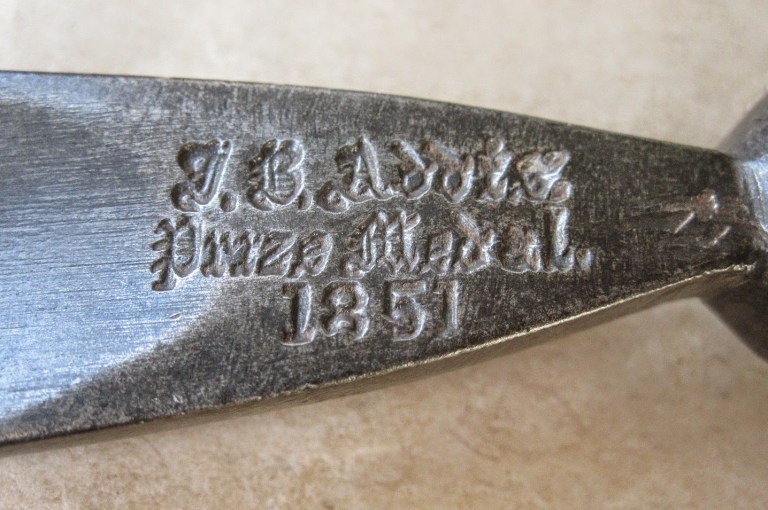 J. B. Addis.
Prize Medal.
1851